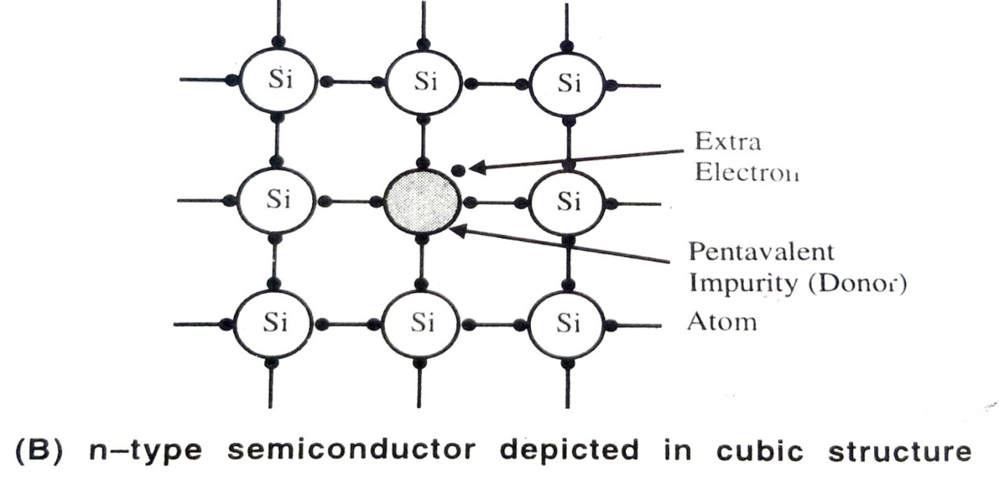 Si Si Si
Extra
Electron
Si Si
Pentavalent
Impurity (Donor)
Si Si Si
Atom
(B) n–type semiconductor depicted in cubic structure